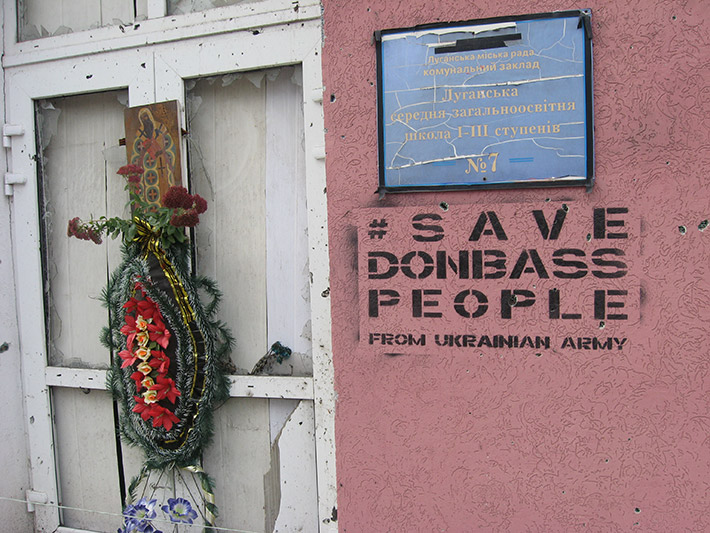 Луганська міська рада
комунальний заклад
Луганська
середня загальноосвітня
школа I-III ступенів
№7
# SAVE
DONBASS
PEOPLE
FROM UKRAINIAN ARMY